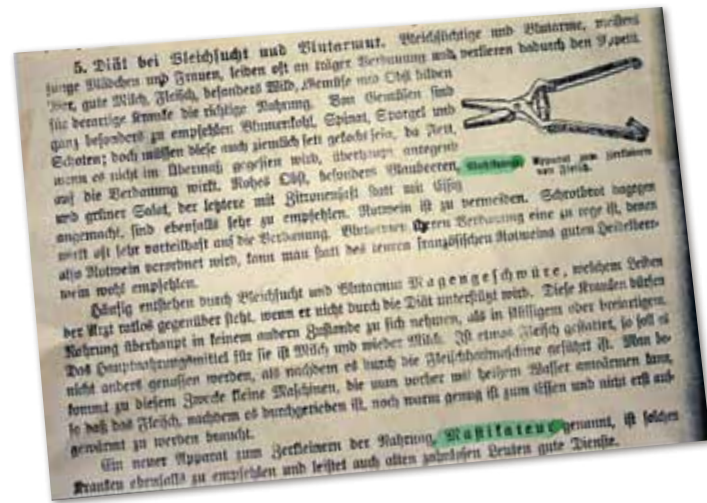 5. Diät bei Bleichsucht und Blutarmut. Bleichsüchtige und Blutarme, meistens
junge Mädchen und Frauen, leiden oft an träger Verdauung und verlieren dadurch den Appetit.
Eier, gute Milch, Fleisch, besonders Wild, Gemüse und Obst bilden
für derartige Kranke die richtige Nahrung. Von Gemüsen sind
ganz besonders zu empfehlen Blumenkohl, Spinat, Spargel und
Schoten; doch müssen diese auch ziemlich fett gekocht sein, da Fett,
wenn es nicht im Übermaß gegessen wird, überhaupt anregend
auf die Verdauung wirkt. Rohes Obst, besonders Blaubeeren,
und grüner Salat, der letztere mit Zitronensaft statt mit Essig
Apparat zum Zerkleinern
von Fleisch.
angemacht, sind ebenfalls sehr zu empfehlen. Rotwein ist zu vermeiden. Schrotbrot dagegen
wirkt oft sehr vorteilhaft auf die Verdauung. Blutarmen, deren Verdauung eine zu rege ist, denen
also Rotwein verordnet wird, kann man statt des teuren französischen Rotweins guten Heidelbeer-
wein wohl empfehlen.
Häufig entstehen durch Bleichsucht und Blutarmut Magengeschwüre, welchem Leiden
der Arzt ratlos gegenüber steht, wenn er nicht durch die Diät unterstützt wird. Diese Kranken dürfen
Nahrung überhaupt in keinem andern Zustande zu sich nehmen, als in flüssigem oder breiartigem.
Das Hauptnahrungsmittel für sie ist Milch und wieder Milch. Ist etwas Fleisch gestattet, so soll es
nicht anders genossen werden, als nachdem es durch die Fleischhackmaschine geführt ist. Man be-
kommt zu diesem Zwecke kleine Maschinen, die man vorher mit heißem Wasser anwärmen kann,
so daß das Fleisch, nachdem es durchgerieben ist, noch warm genug ist zum Essen und nicht erst auf-
gewärmt zu werden braucht.
Ein neuer Apparat zum Zerkleinern der Nahrung, Mastikateur genannt, ist solchen
Kranken ebenfalls zu empfehlen und leistet auch alten zahnlosen Leuten gute Dienste.